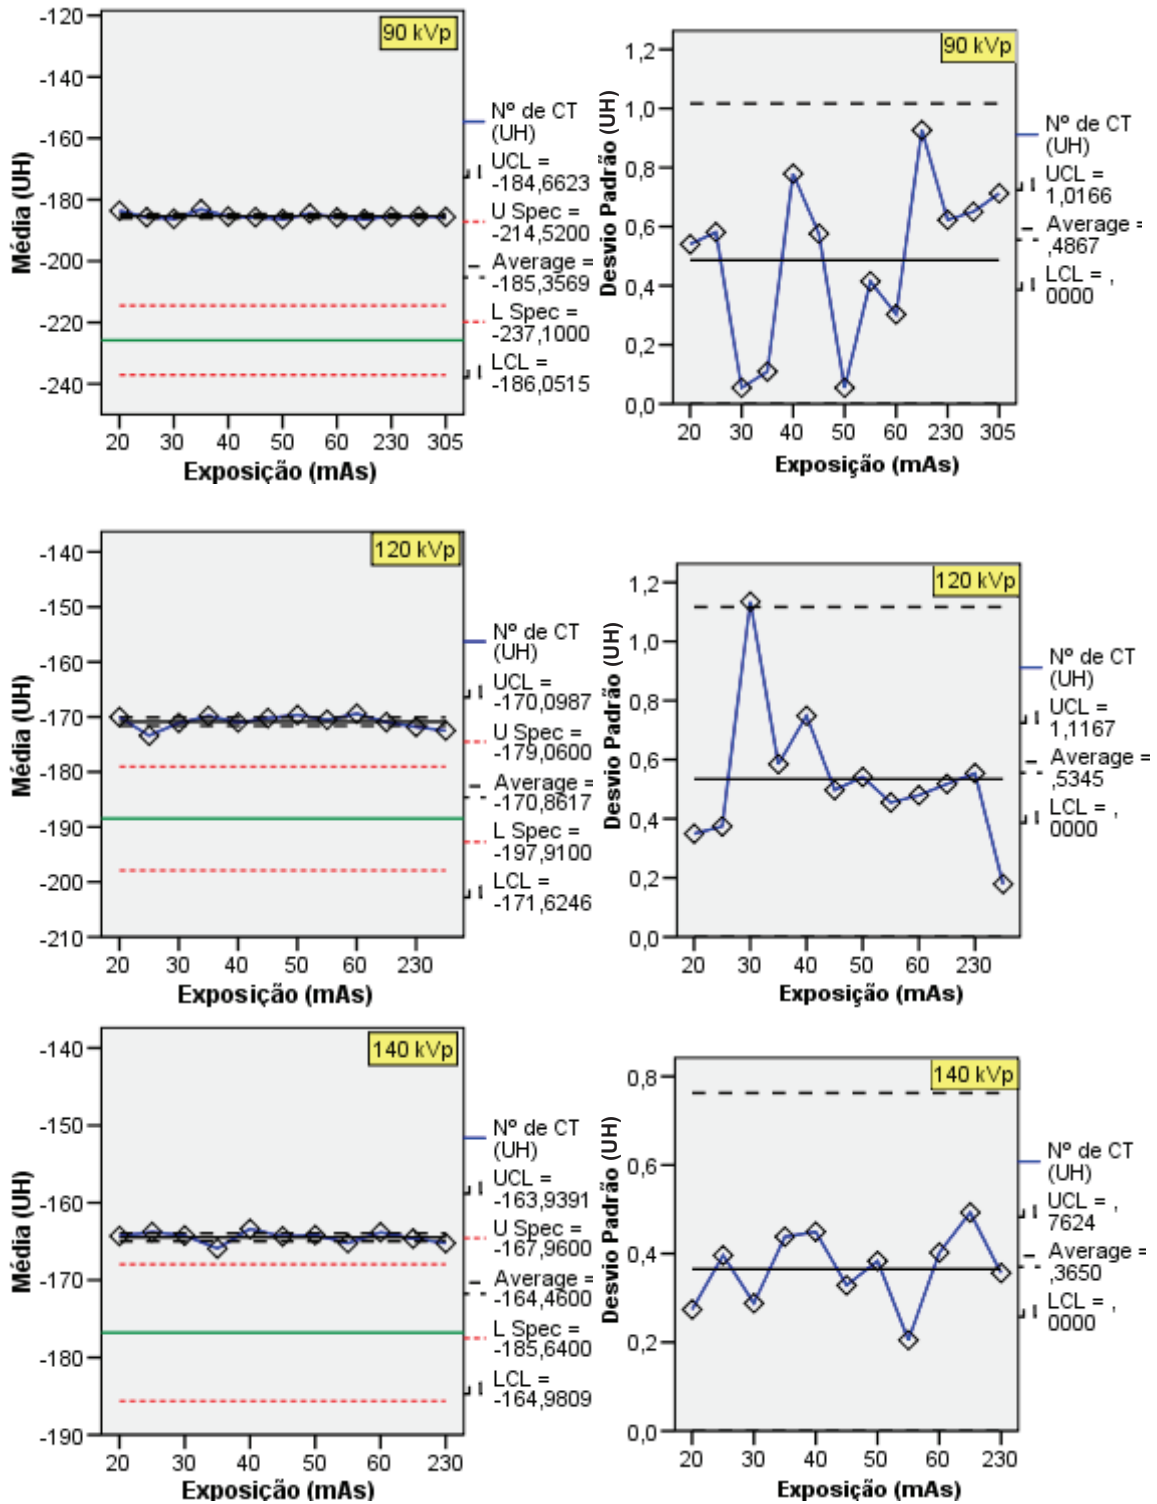 90 kVp
-120
-140
-160
-180
-200
-220
-240
Média (UH)
20 30 40 50 60 230 305
Exposição (mAs)
Nº de CT
(UH)
UCL =
-184,6623
U Spec =
-214,5200
Average =
-185,3569
L Spec =
-237,1000
LCL =
-186,0515
90 kVp
1,2
1,0
0,8
0,6
0,4
0,2
0,0
Desvio Padrão (UH)
20 30 40 50 60 230 305
Exposição (mAs)
Nº de CT
(UH)
UCL =
1,0166
Average =
,4867
LCL = ,
0000
120 kVp
-140
-150
-160
-170
-180
-190
-200
-210
Média (UH)
20 30 40 50 60 230
Exposição (mAs)
Nº de CT
(UH)
UCL =
-170,0987
U Spec =
-179,0600
Average =
-170,8617
L Spec =
-197,9100
LCL =
-171,6246
120 kVp
1,2
1,0
0,8
0,6
0,4
0,2
0,0
Desvio Padrão (UH)
20 30 40 50 60 230
Exposição (mAs)
Nº de CT
(UH)
UCL =
1,1167
Average =
,5345
LCL = ,
0000
140 kVp
-140
-150
-160
-170
-180
-190
Média (UH)
20 30 40 50 60 230
Exposição (mAs)
Nº de CT
(UH)
UCL =
-163,9391
U Spec =
-167,9600
Average =
-164,4600
L Spec =
-185,6400
LCL =
-164,9809
140 kVp
0,8
0,6
0,4
0,2
0,0
Desvio Padrão (UH)
20 30 40 50 60 230
Exposição (mAs)
Nº de CT
(UH)
UCL = ,
7624
Average =
,3650
LCL = ,
0000